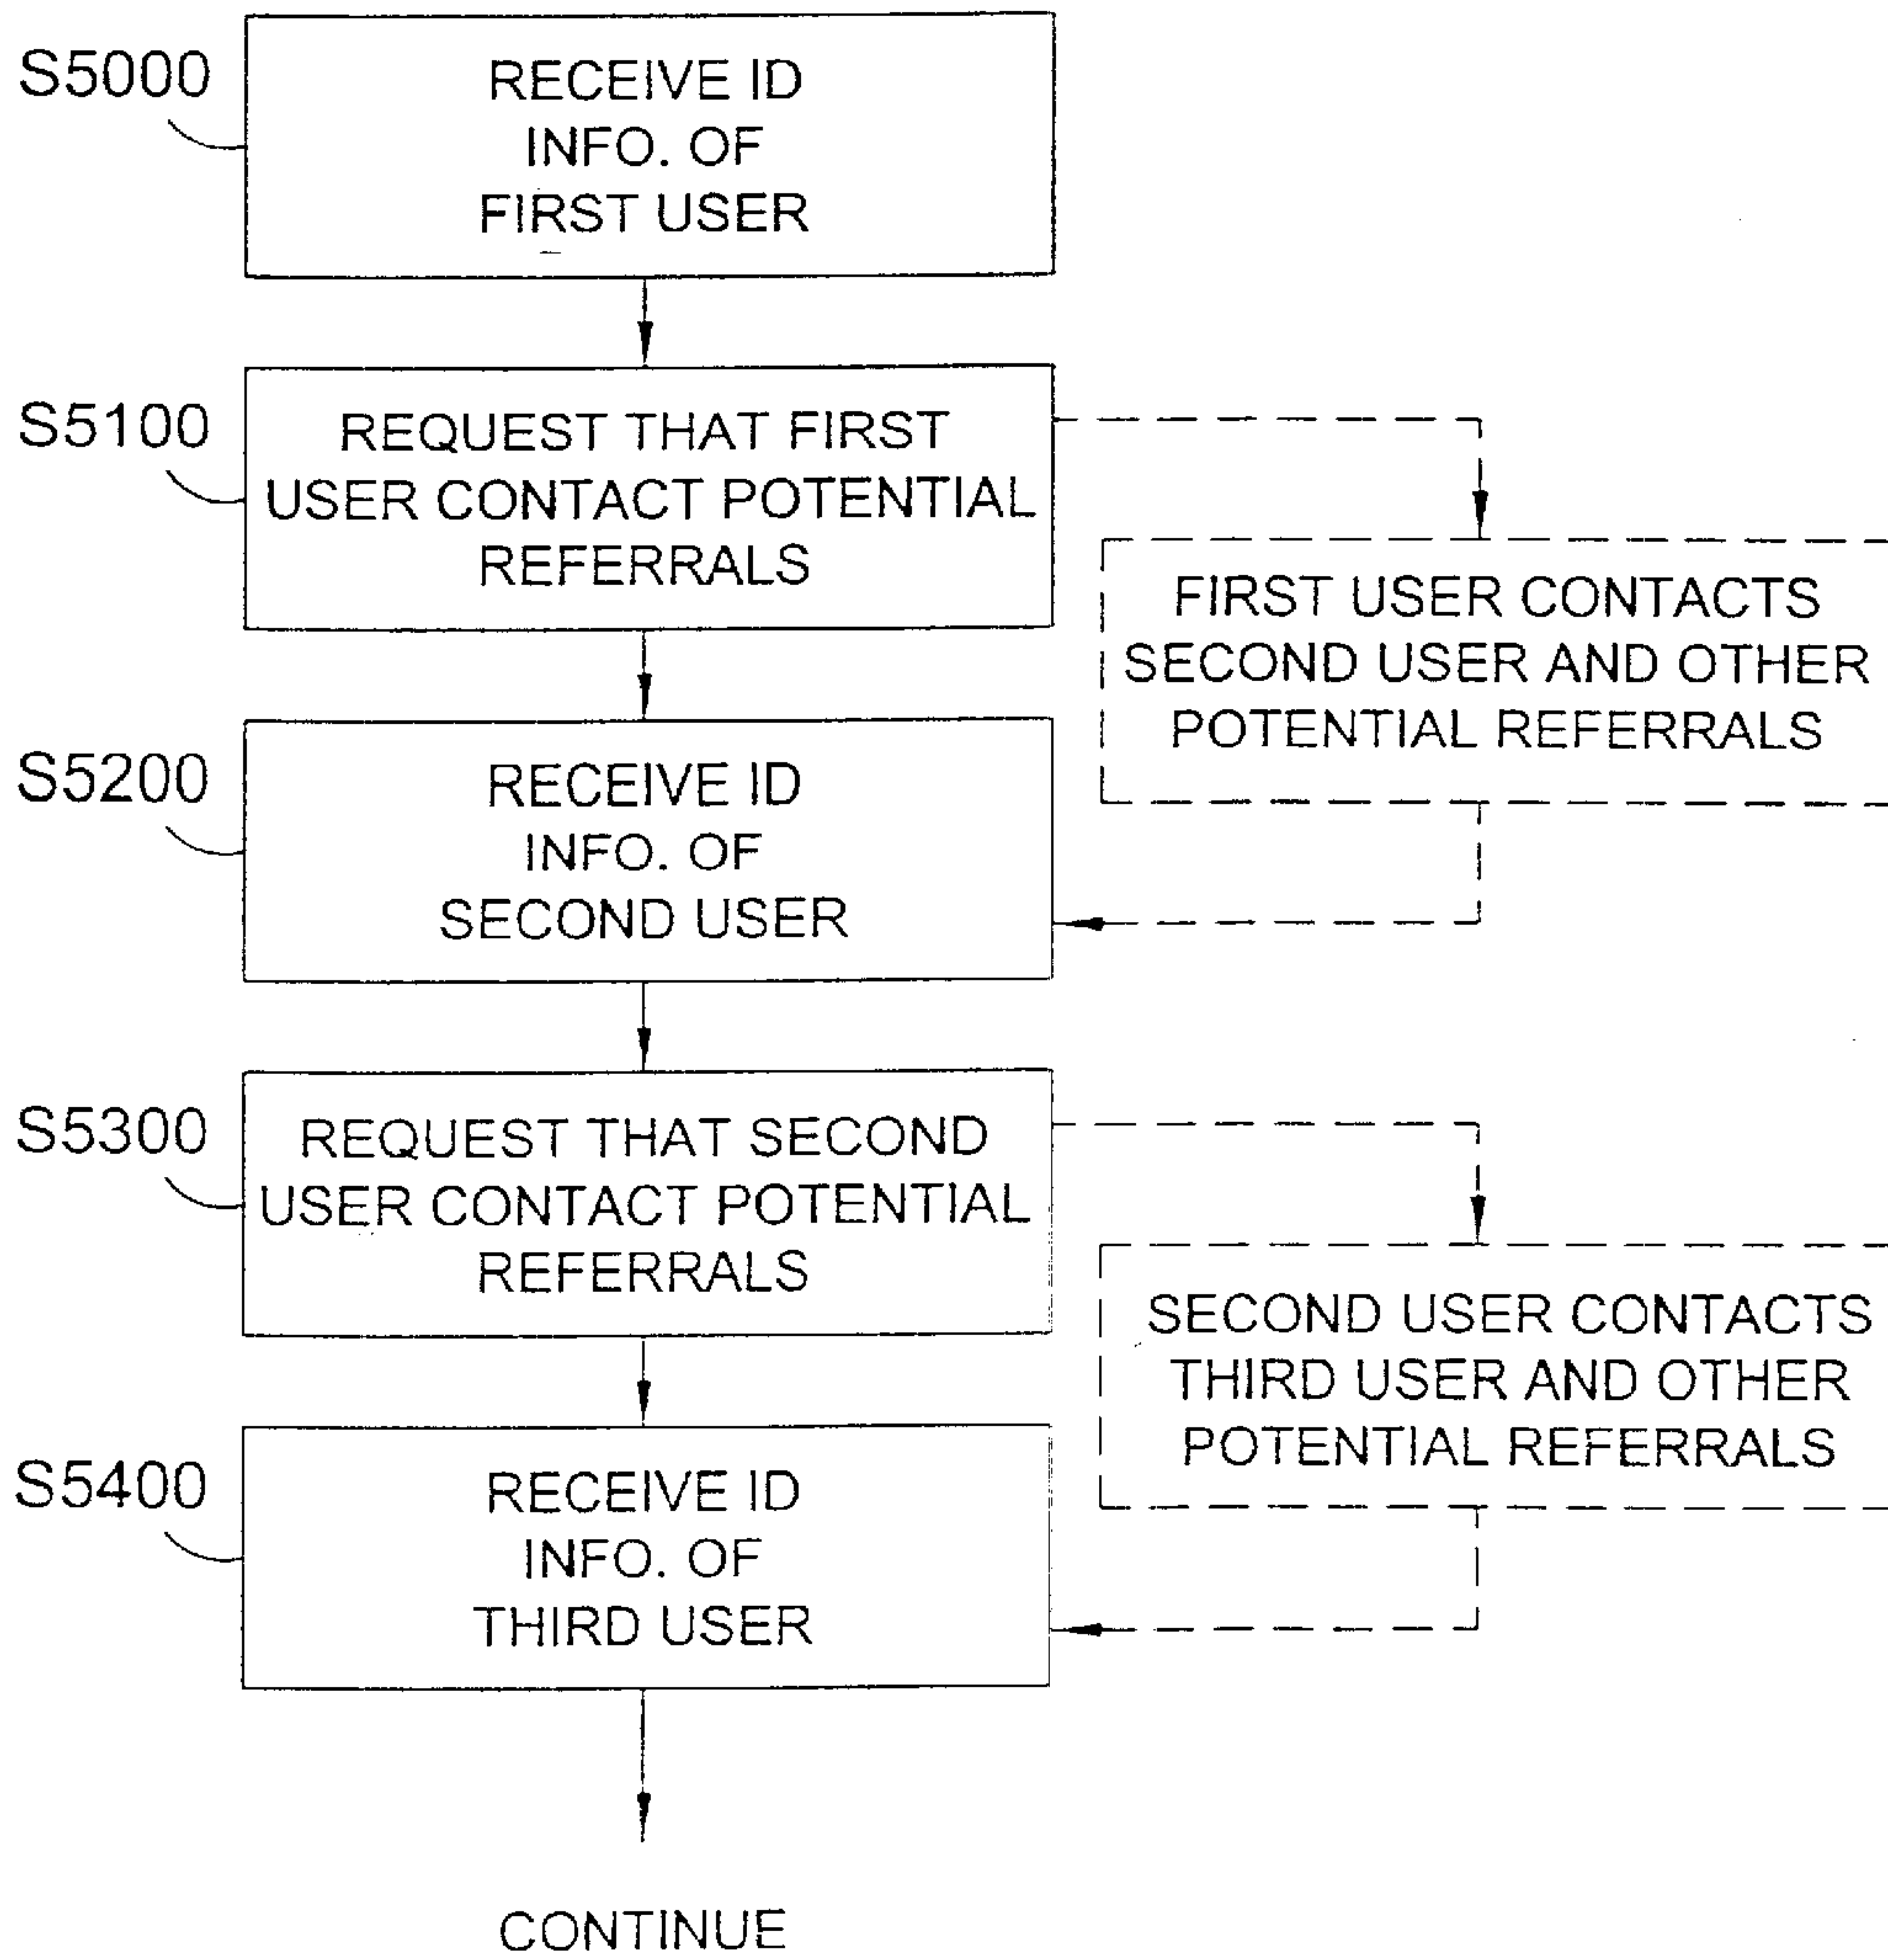 S5000
RECEIVE ID
INFO. OF
FIRST USER
S5100
REQUEST THAT FIRST
USER CONTACT POTENTIAL
REFERRALS
FIRST USER CONTACTS
SECOND USER AND OTHER
POTENTIAL REFERRALS
S5200
RECEIVE ID
INFO. OF
SECOND USER
S5300
REQUEST THAT SECOND
USER CONTACT POTENTIAL
REFERRALS
SECOND USER CONTACTS
THIRD USER AND OTHER
POTENTIAL REFERRALS
S5400
RECEIVE ID
INFO. OF
THIRD USER
CONTINUE